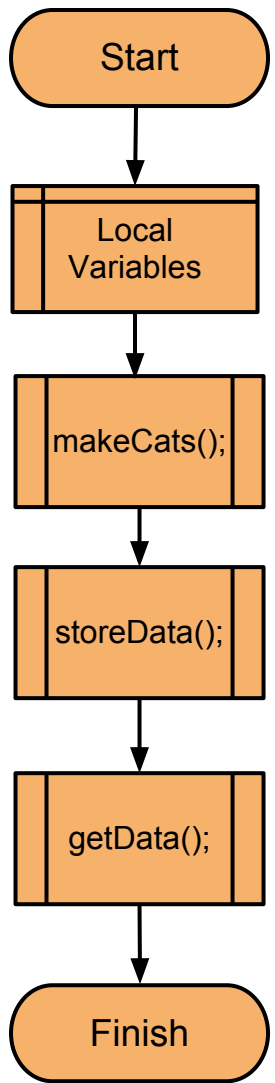 Start
Local
Variables
makeCats();
storeData();
getData();
Finish